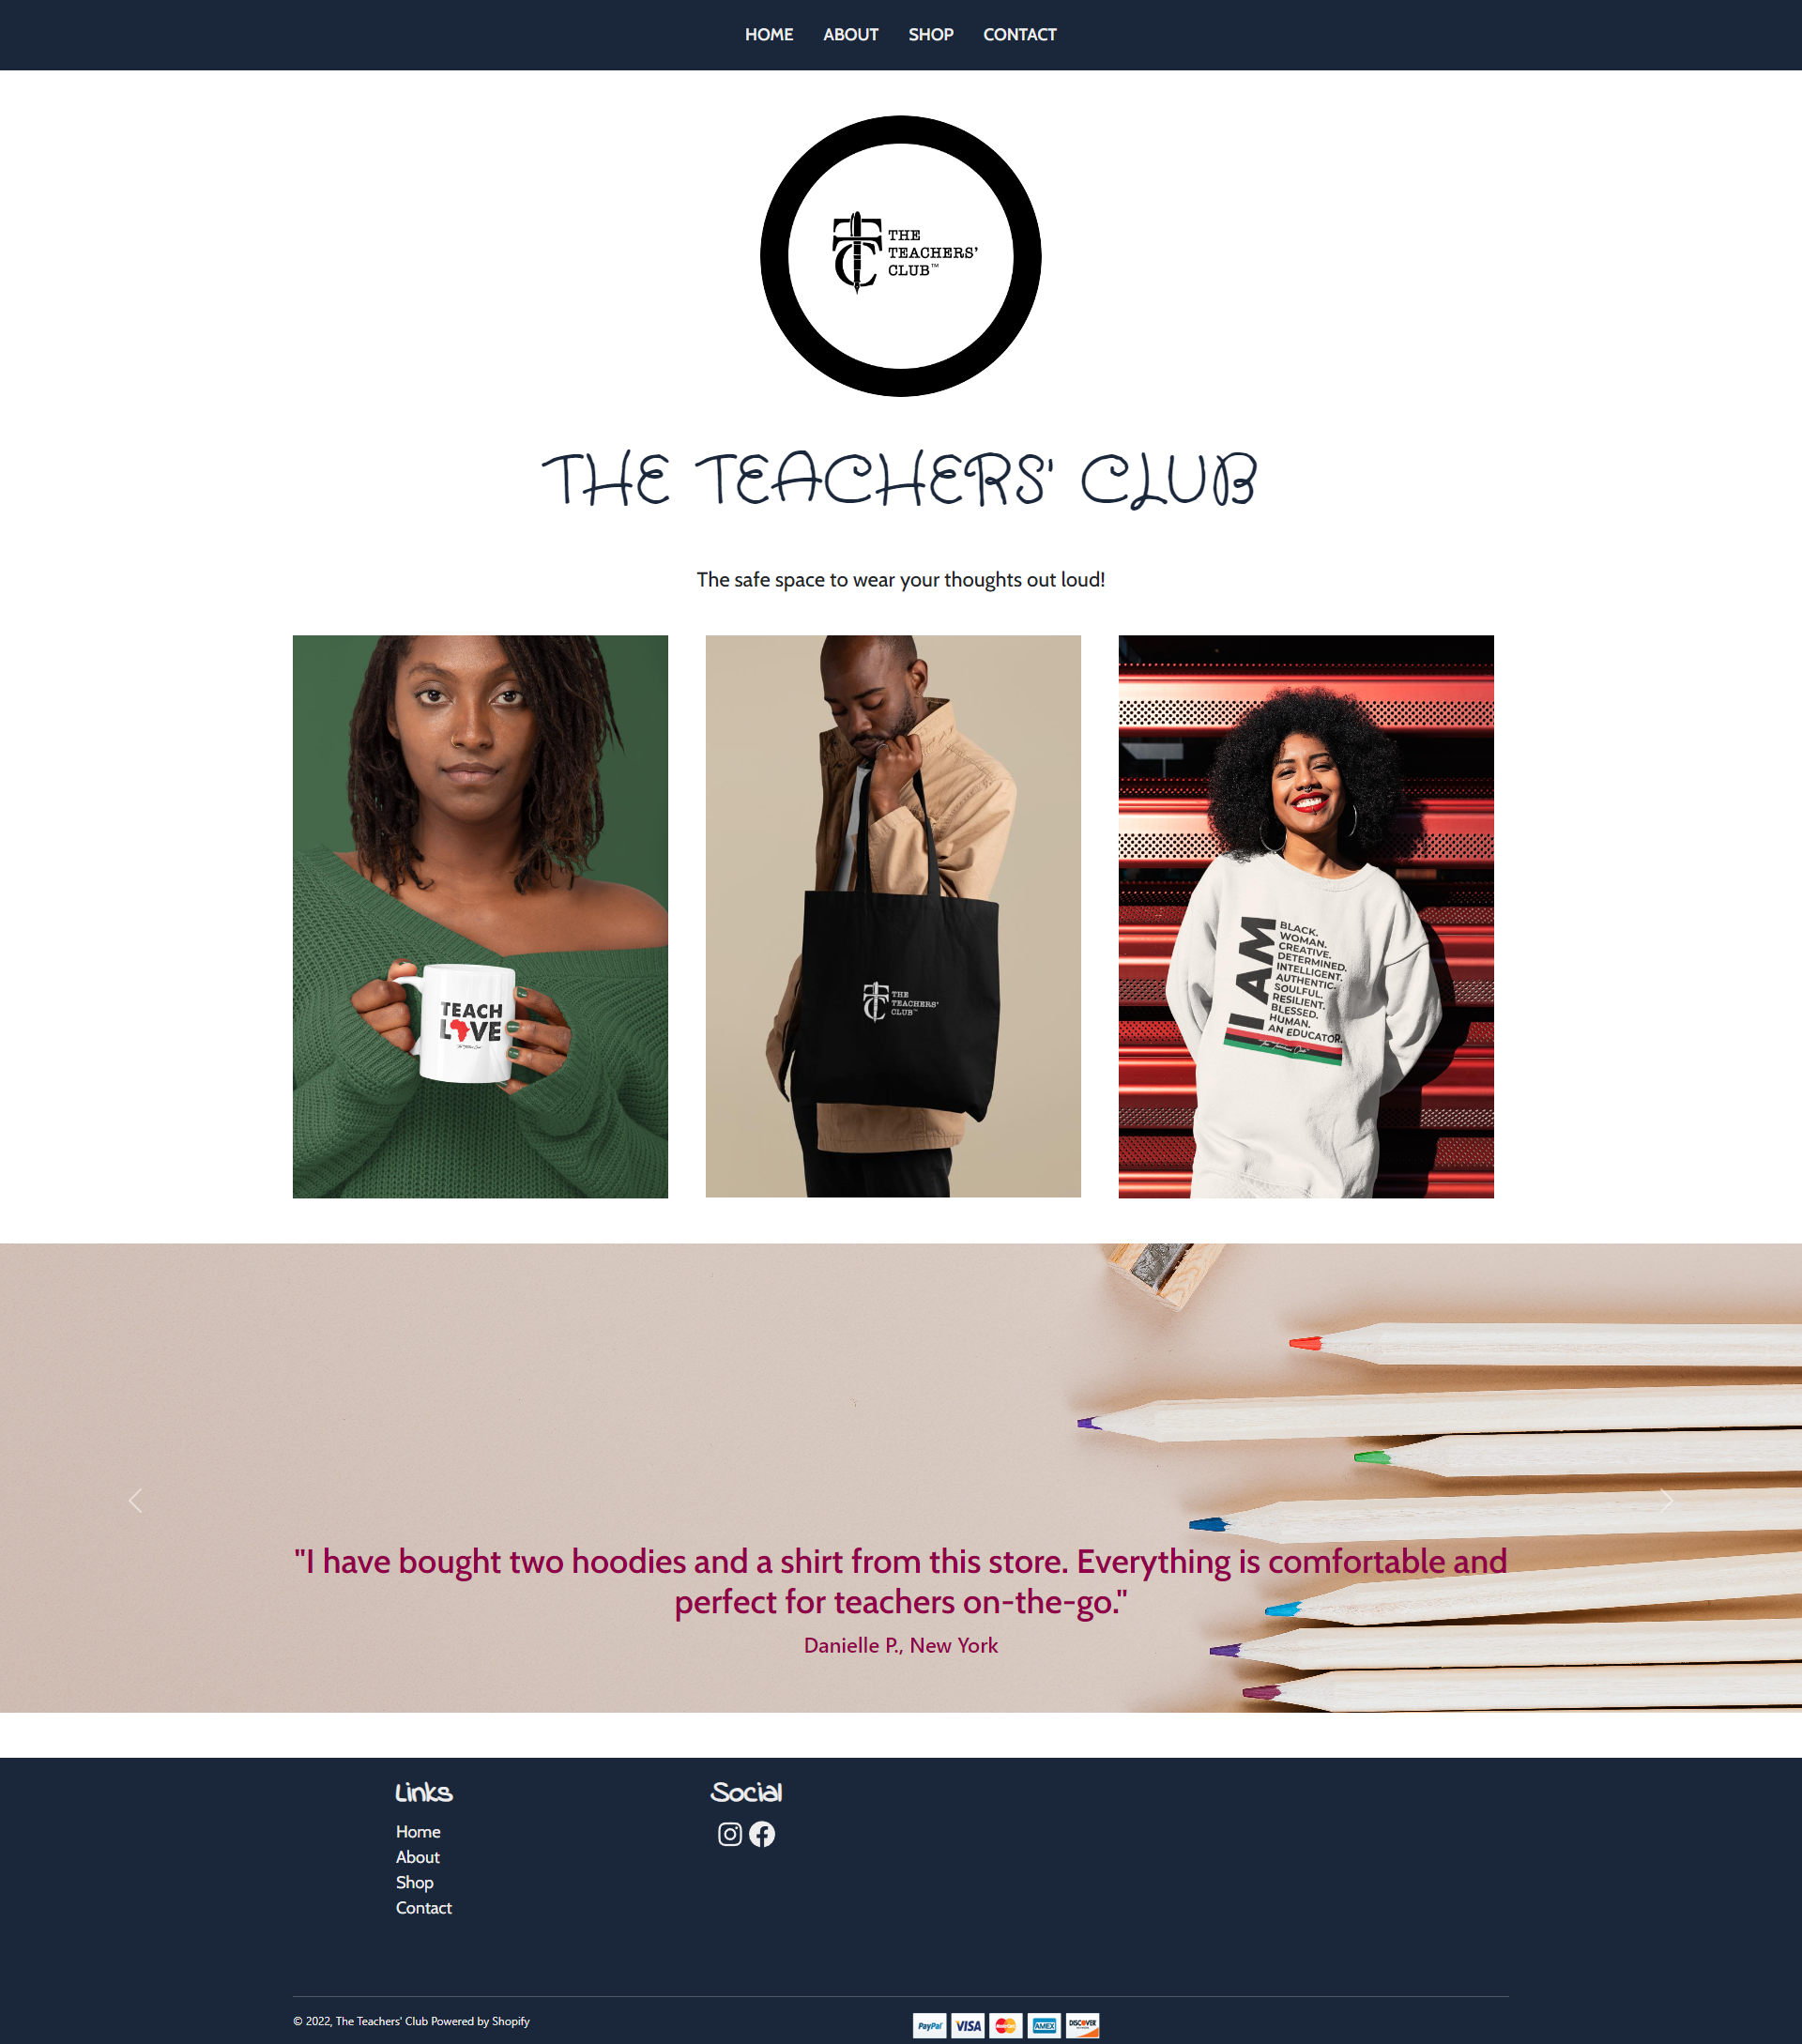 HOME ABOUT SHOP CONTACT
THE
TEACHERS'
CLUB™
THE TEACHERS' CLUB
The safe space to wear your thoughts out loud!
TEACH
LOVE
THE
TEACHERS'
CLUB™
I AM
BLACK.
WOMAN.
CREATIVE.
DETERMINED.
INTELLIGENT.
AUTHENTIC.
SOULFUL.
RESILIENT.
BLESSED.
HUMAN.
AN EDUCATOR.
The Teachers' Club
"I have bought two hoodies and a shirt from this store. Everything is comfortable and
perfect for teachers on-the-go."
Danielle P., New York
Links
Home
About
Shop
Contact
Social
© 2022, The Teachers' Club Powered by Shopify
PayPal VISA MasterCard AMEX DISCOVER